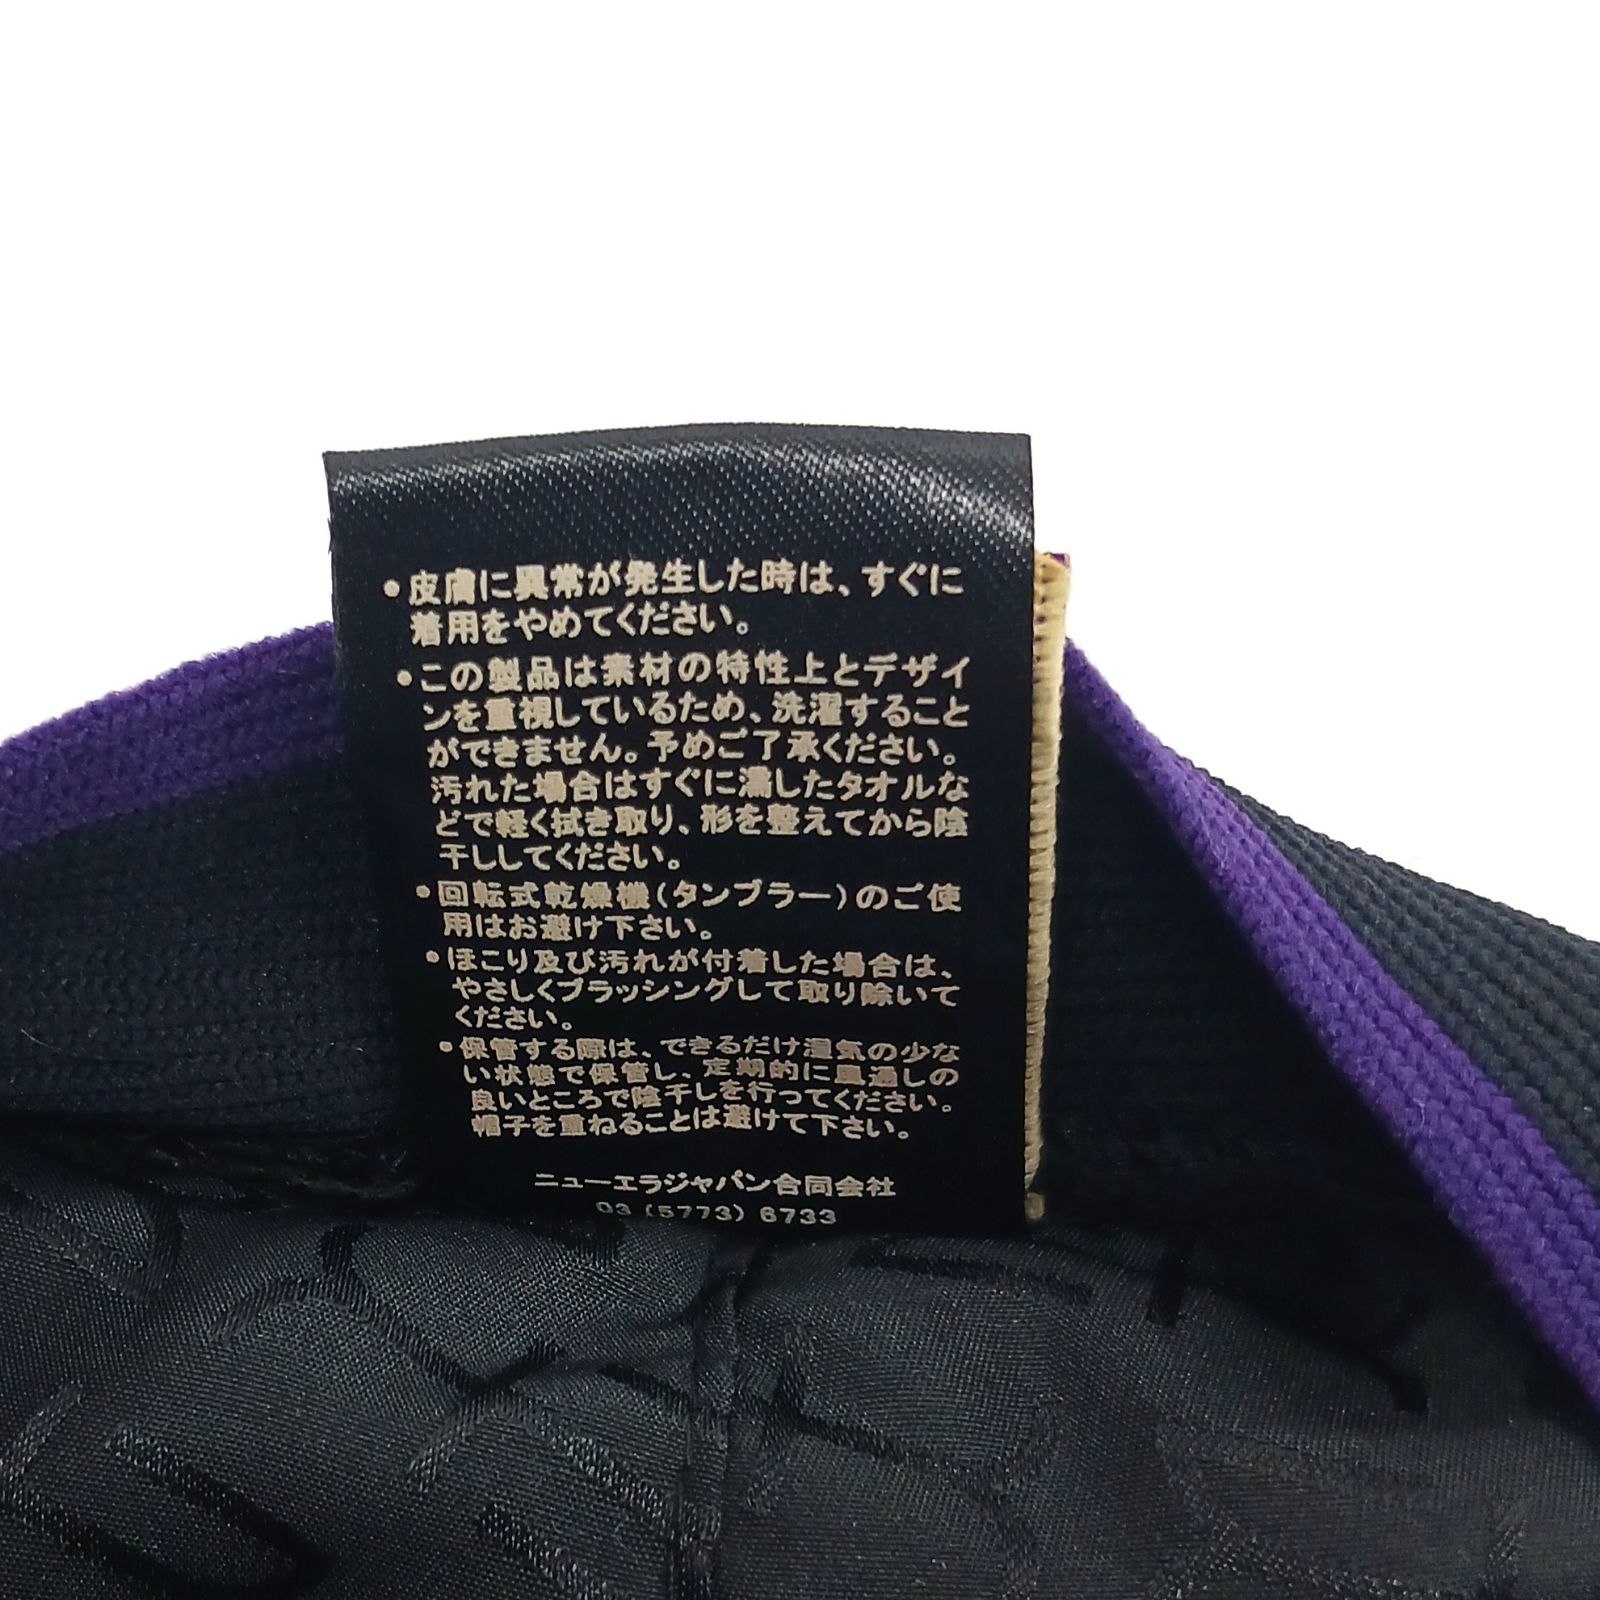 •皮膚に異常が発生した時は、すぐに
着用をやめてください。
•この製品は素材の特性上とデザイ
ンを重視しているため、洗濯すること
ができません。予めご了承ください。
汚れた場合はすぐに濡したタオルな
どで軽く拭き取り、形を整えてから陰
干ししてください。
•回転式乾燥機(タンブラー)のご使
用はお避け下さい。
•ほこり及び汚れが付着した場合は、
やさしくブラッシングして取り除いて
ください。
•保管する際は、できるだけ湿気の少な
い状態で保管し、定期的に風通しの
良いところで陰干しを行ってください。
帽子を重ねることは避けて下さい。
ニューエラジャパン合同会社
03 (5773) 6733